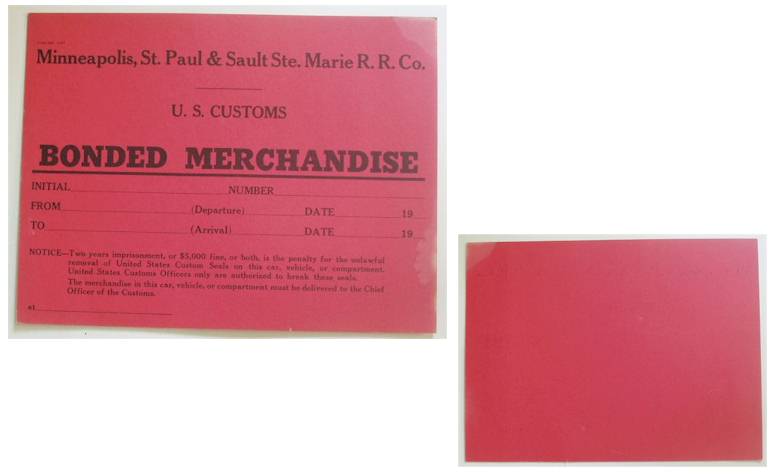 Minneapolis, St. Paul & Sault Ste. Marie R. R. Co.
U. S. CUSTOMS
BONDED MERCHANDISE
INITIAL NUMBER
FROM (Departure) DATE 19
TO (Arrival) DATE 19
NOTICE—Two years imprisonment, or $5,000 fine, or both, is the penalty for the unlawful
removal of United States Custom Seals on this car, vehicle, or compartment.
United States Customs Officers only are authorized to break these seals.
The merchandise in this car, vehicle, or compartment must be delivered to the Chief
Officer of the Customs.
at